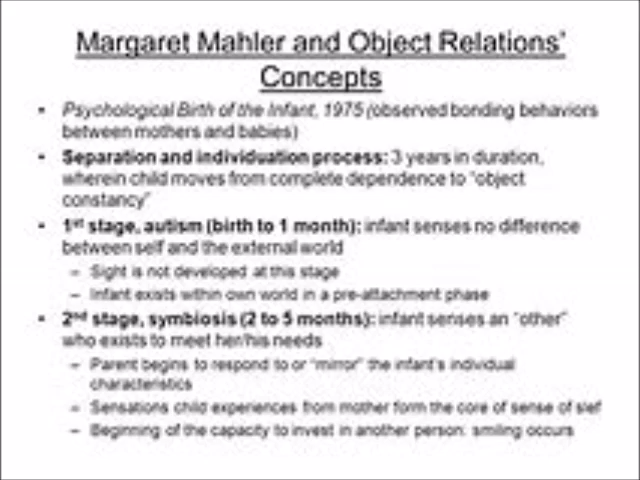 Margaret Mahler and Object Relations'
Concepts
• Psychological Birth of the Infant, 1975 (observed bonding behaviors
between mothers and babies)
• Separation and individuation process: 3 years in duration,
wherein child moves from complete dependence to "object
constancy"
• 1st stage, autism (birth to 1 month): infant senses no difference
between self and the external world
– Sight is not developed at this stage
– Infant exists within own world in a pre-attachment phase
• 2nd stage, symbiosis (2 to 5 months): infant senses an "other"
who exists to meet her/his needs
– Parent begins to respond to or "mirror" the infant's individual
characteristics
– Sensations child experiences from mother form the core of sense of slef
– Beginning of the capacity to invest in another person: smiling occurs